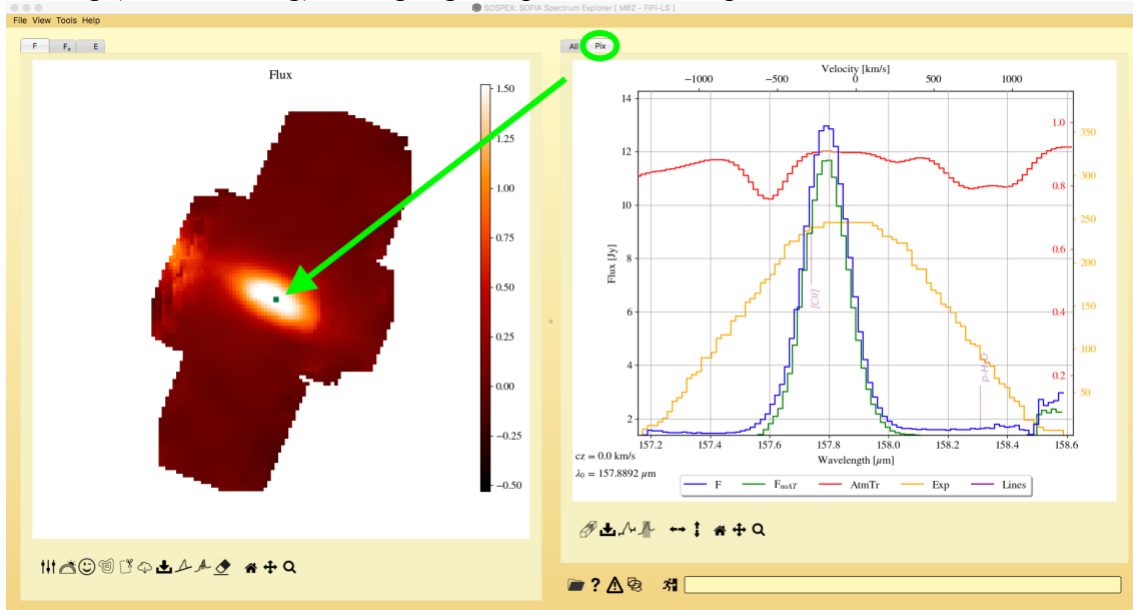 SOSPEX: SOFIA Spectrum Explorer [ M82 – FIFI-LS ]
File View Tools Help
F F₀ E
Flux
1.50
1.25
1.00
0.75
0.50
0.25
0.00
−0.25
−0.50
All Pix
Velocity [km/s]
−1000 −500 0 500 1000
14
12
10
8
6
4
2
Flux [Jy]
1.0
0.8
0.6
0.4
0.2
350
300
250
200
150
100
50
[CII]
157.2 157.4 157.6 157.8 158.0 158.2 158.4 158.6
Wavelength [μm]
cz = 0.0 km/s
λ₀ = 157.8892 μm
F FnoAT AtmTr Exp Lines